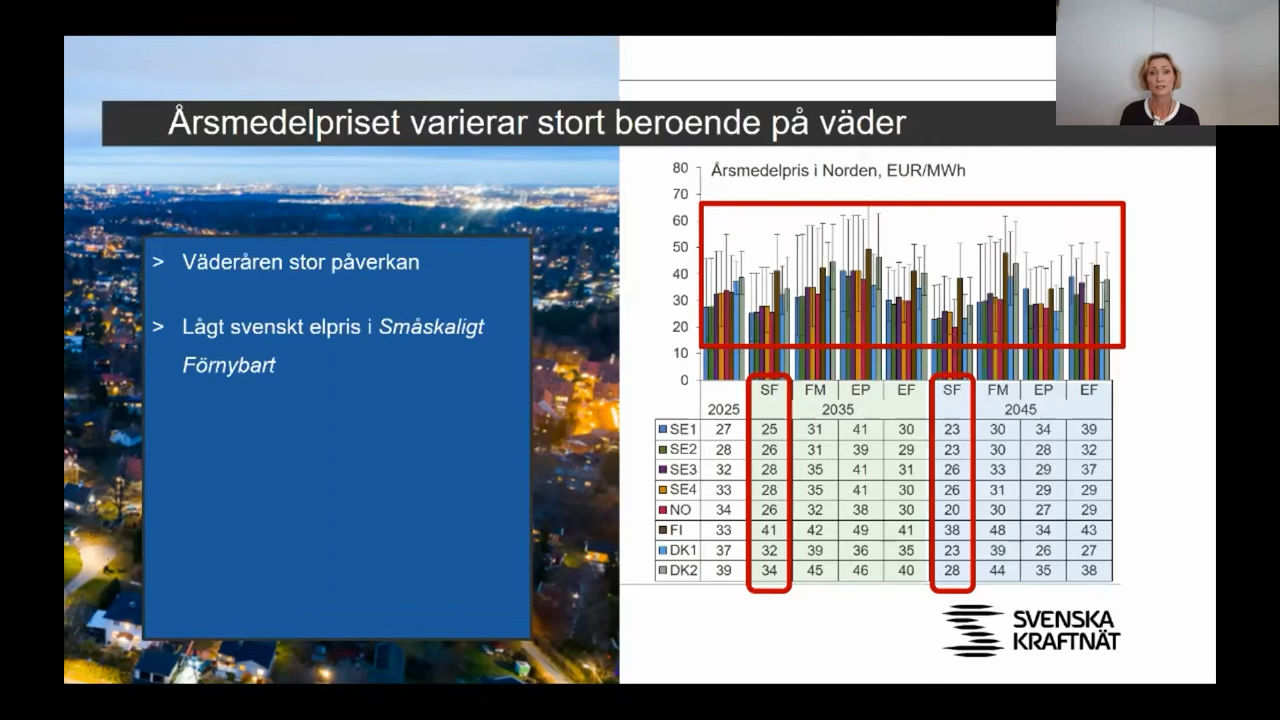 Årsmedelpriset varierar stort beroende på väder
> Väderåren stor påverkan
> Lågt svenskt elpris i Småskaligt
Förnybart
Årsmedelpris i Norden, EUR/MWh
80
70
60
50
40
30
20
10
0
SF FM EP EF SF FM EP EF
2025 2035 2045
SE1 27 25 31 41 30 23 30 34 39
SE2 28 26 31 39 29 23 30 28 32
SE3 32 28 35 41 31 26 33 29 37
SE4 33 28 35 41 30 26 31 29 29
NO 34 26 32 38 30 20 30 27 29
FI 33 41 42 49 41 38 48 34 43
DK1 37 32 39 36 35 23 39 26 27
DK2 39 34 45 46 40 28 44 35 38
SVENSKA
KRAFTNÄT